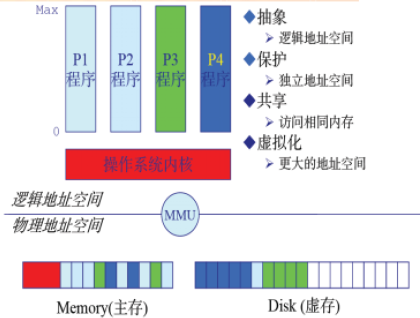 Max
0
P1
程序
P2
程序
P3
程序
P4
程序
操作系统内核
◆抽象
➢ 逻辑地址空间
◆保护
➢ 独立地址空间
◆共享
➢ 访问相同内存
◆虚拟化
➢ 更大的地址空间
逻辑地址空间
物理地址空间
MMU
Memory(主存)
Disk (虚存)